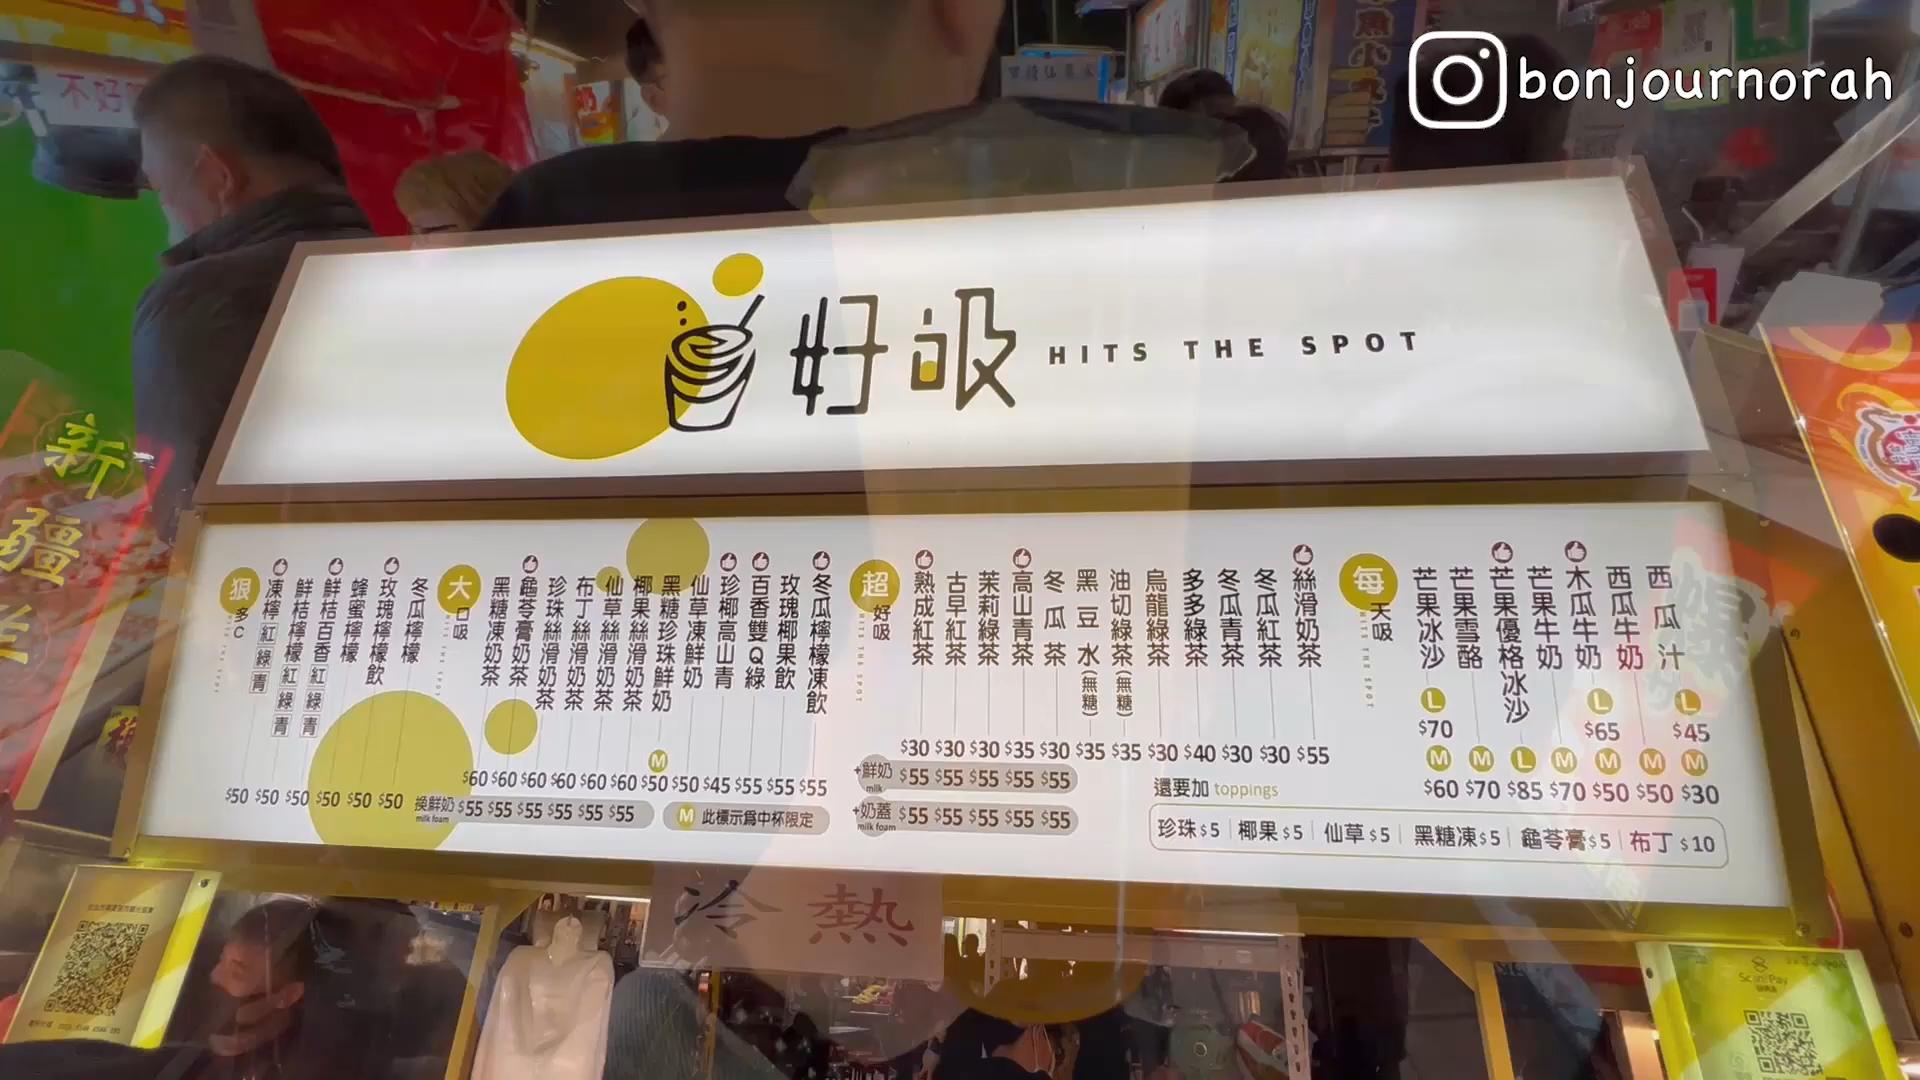 bonjournorah
不好
好吸 HITS THE SPOT
新
疆
狠 多C
凍檸 紅 綠 青
鮮桔檸檬 紅 綠 青
鮮桔百香 紅 綠 青
蜂蜜檸檬
玫瑰檸檬飲
冬瓜檸檬
$50 $50 $50 $50 $50 $50
大 口吸
黑糖凍奶茶
龜苓膏奶茶
珍珠絲滑奶茶
布丁絲滑奶茶
仙草絲滑奶茶
椰果絲滑奶茶
黑糖珍珠鮮奶
仙草凍鮮奶
珍椰高山青
百香雙Q綠
玫瑰椰果飲
冬瓜檸檬凍飲
M
$60 $60 $60 $60 $60 $60 $50 $50 $45 $55 $55 $55
換鮮奶 milk foam $55 $55 $55 $55 $55 $55
M 此標示為中杯限定
超 好吸
HITS THE SPOT
熟成紅茶
古早紅茶
茉莉綠茶
高山青茶
冬瓜茶
黑豆水(無糖)
油切綠茶(無糖)
烏龍綠茶
多多綠茶
冬瓜青茶
冬瓜紅茶
絲滑奶茶
$30 $30 $30 $35 $30 $35 $35 $30 $40 $30 $30 $55
+鮮奶 milk $55 $55 $55 $55 $55
+奶蓋 milk foam $55 $55 $55 $55 $55
每 天吸
HITS THE SPOT
芒果冰沙
芒果雪酪
芒果優格冰沙
芒果牛奶
木瓜牛奶
西瓜牛奶
西瓜汁
L L L
$70 $65 $45
M M L M M M M
$60 $70 $85 $70 $50 $50 $30
還要加 toppings
珍珠$5 | 椰果$5 | 仙草$5 | 黑糖凍$5 | 龜苓膏$5 | 布丁$10
冷 熱